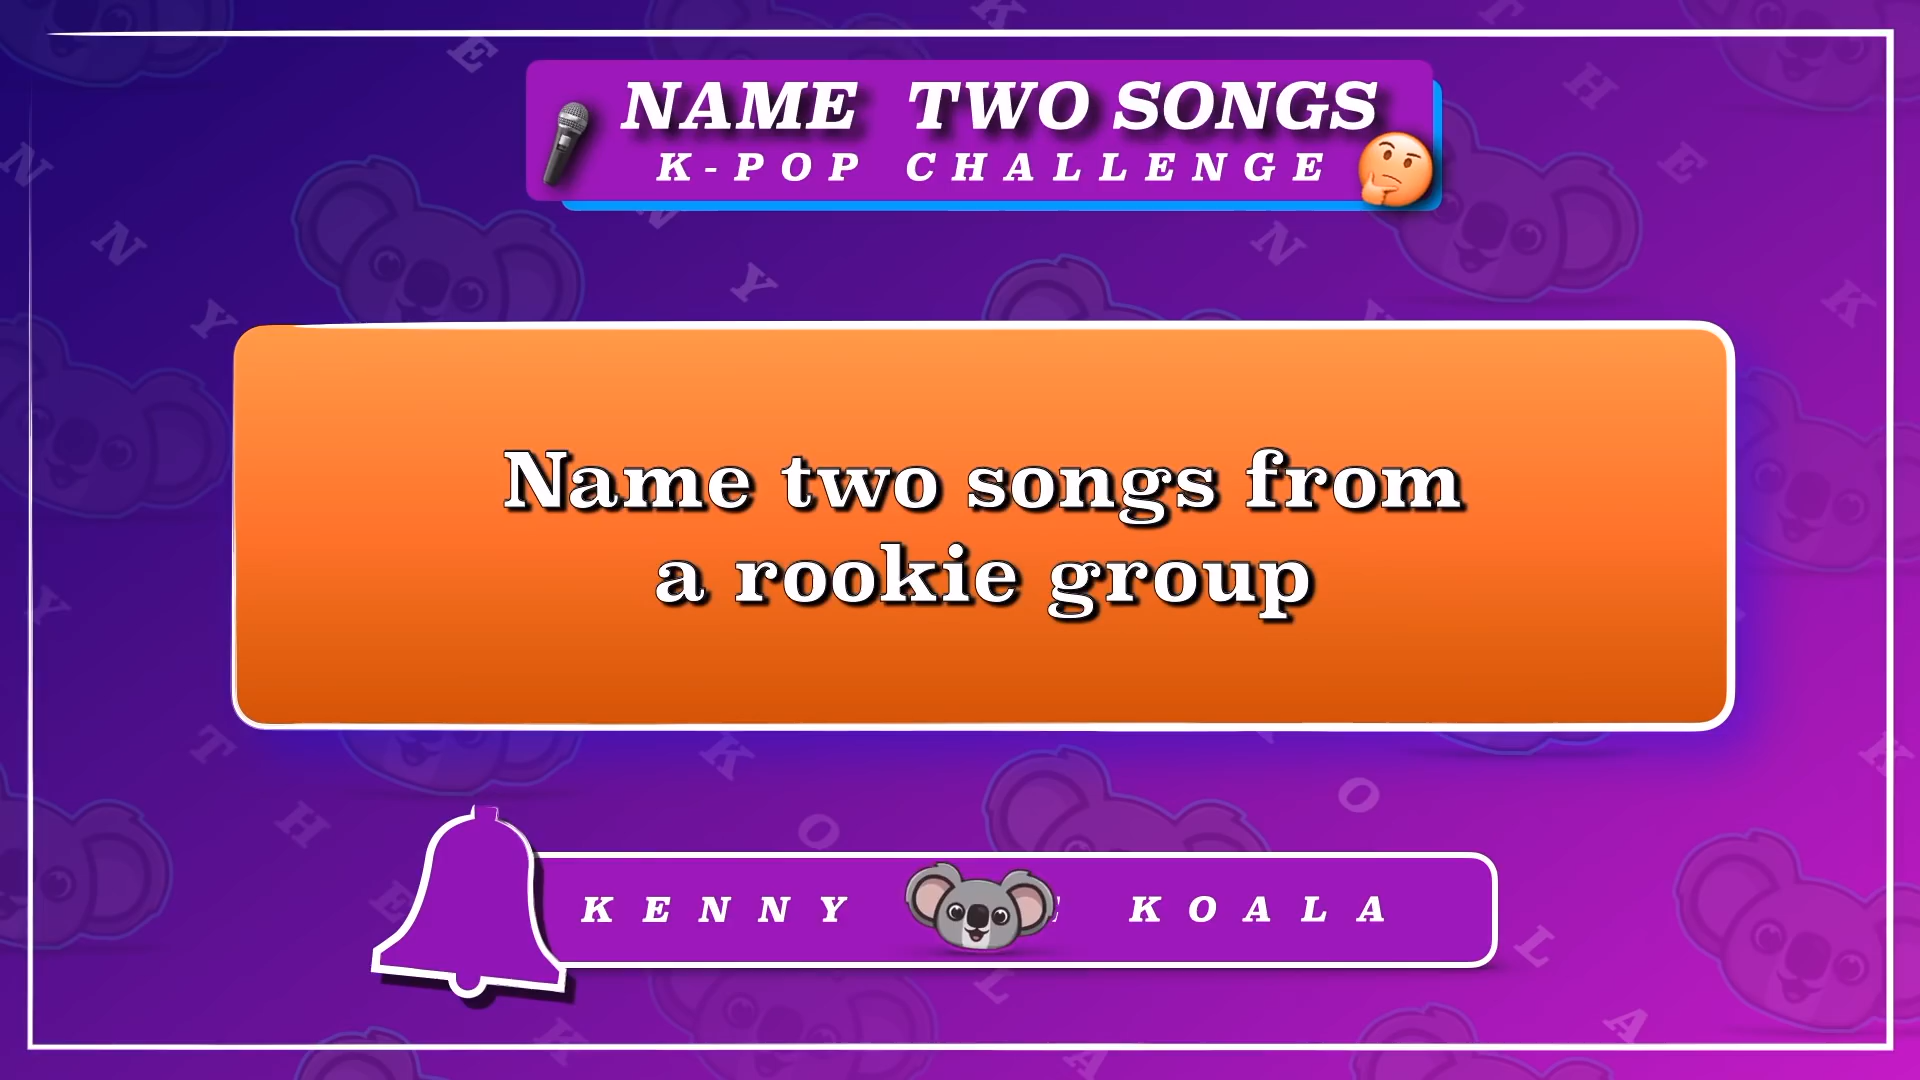 NAME TWO SONGS
K-POP CHALLENGE
Name two songs from
a rookie group
KENNY KOALA